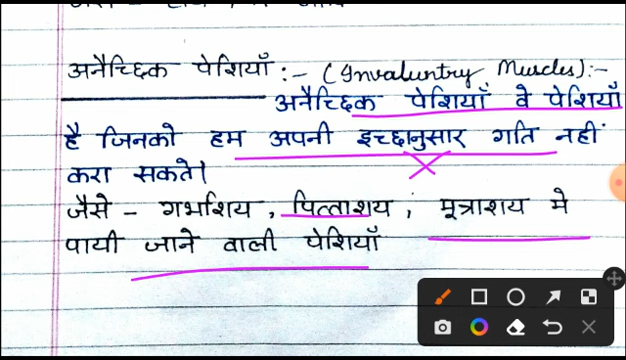 अनैच्छिक पेशियाँ :- (Invaluntry Muscles):-
अनैच्छिक पेशियाँ वे पेशियाँ
है जिनको हम अपनी इच्छानुसार गति नहीं
करा सकते।
जैसे - गर्भाशय, पित्ताशय, मूत्राशय मे
पायी जाने वाली पेशियाँ